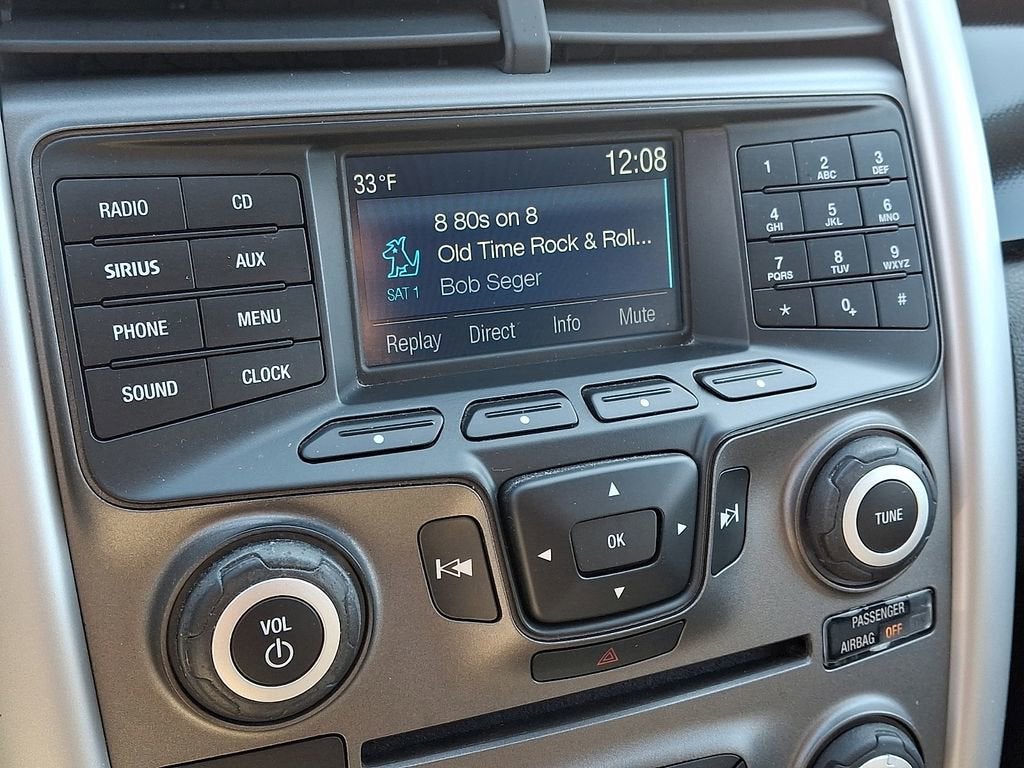 33°F
12:08
8 80s on 8
Old Time Rock & Roll...
Bob Seger
SAT 1
Replay Direct Info Mute
RADIO CD
SIRIUS AUX
PHONE MENU
SOUND CLOCK
1 2 ABC 3 DEF
4 GHI 5 JKL 6 MNO
7 PQRS 8 TUV 9 WXYZ
* 0+ #
OK
VOL
TUNE
PASSENGER
AIRBAG OFF